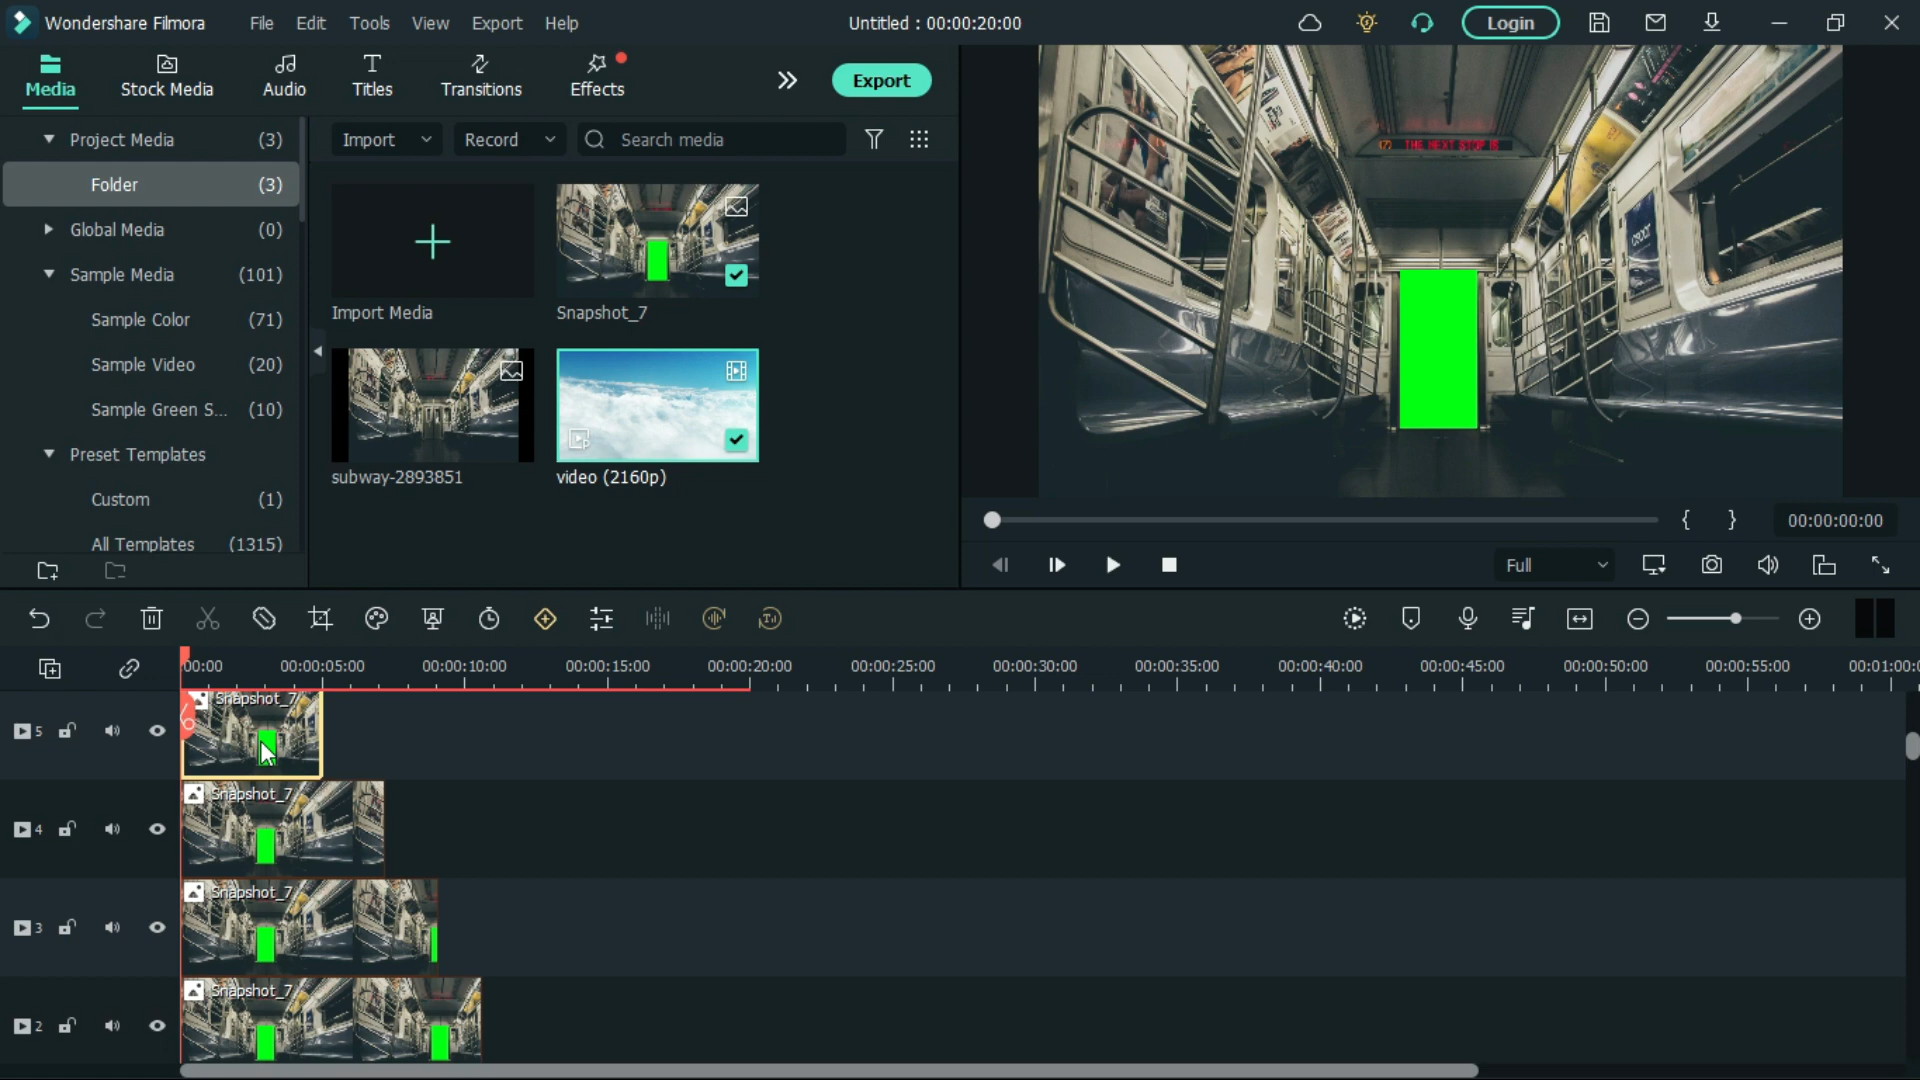 Wondershare Filmora
File Edit Tools View Export Help
Untitled : 00:00:20:00
Login
Media
Stock Media
Audio
Titles
Transitions
Effects
Export
Project Media (3)
Folder (3)
Global Media (0)
Sample Media (101)
Sample Color (71)
Sample Video (20)
Sample Green S... (10)
Preset Templates
Custom (1)
All Templates (1315)
Import
Record
Search media
Import Media
Snapshot_7
subway-2893851
video (2160p)
THE NEXT STOP IS
00:00:00:00
Full
00:00 00:00:05:00 00:00:10:00 00:00:15:00 00:00:20:00 00:00:25:00 00:00:30:00 00:00:35:00 00:00:40:00 00:00:45:00 00:00:50:00 00:00:55:00 00:01:00:0
5
Snapshot_7
4
Snapshot_7
3
Snapshot_7
2
Snapshot_7